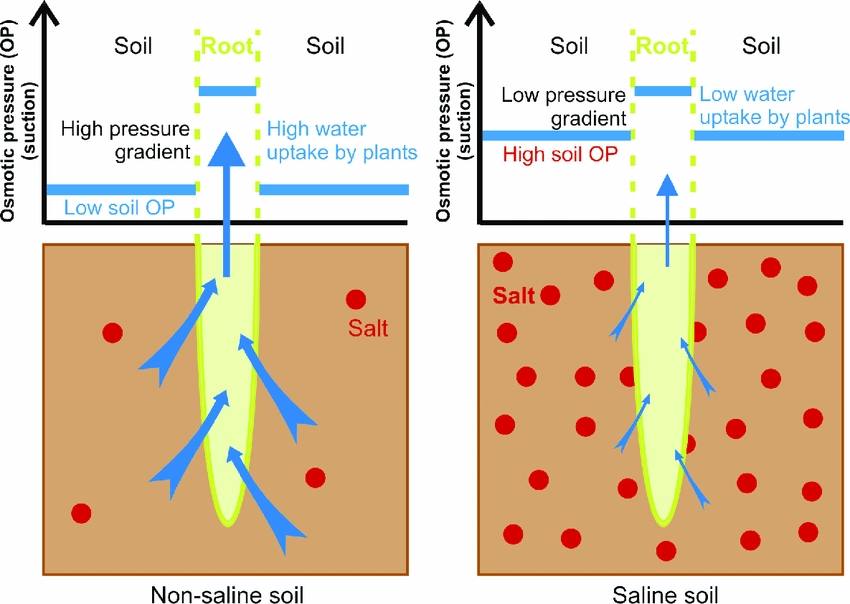 Osmotic pressure (OP)
(suction)
Soil
Root
Soil
High pressure
gradient
High water
uptake by plants
Low soil OP
Salt
Non-saline soil
Osmotic pressure (OP)
(suction)
Soil
Root
Soil
Low pressure
gradient
Low water
uptake by plants
High soil OP
Salt
Saline soil